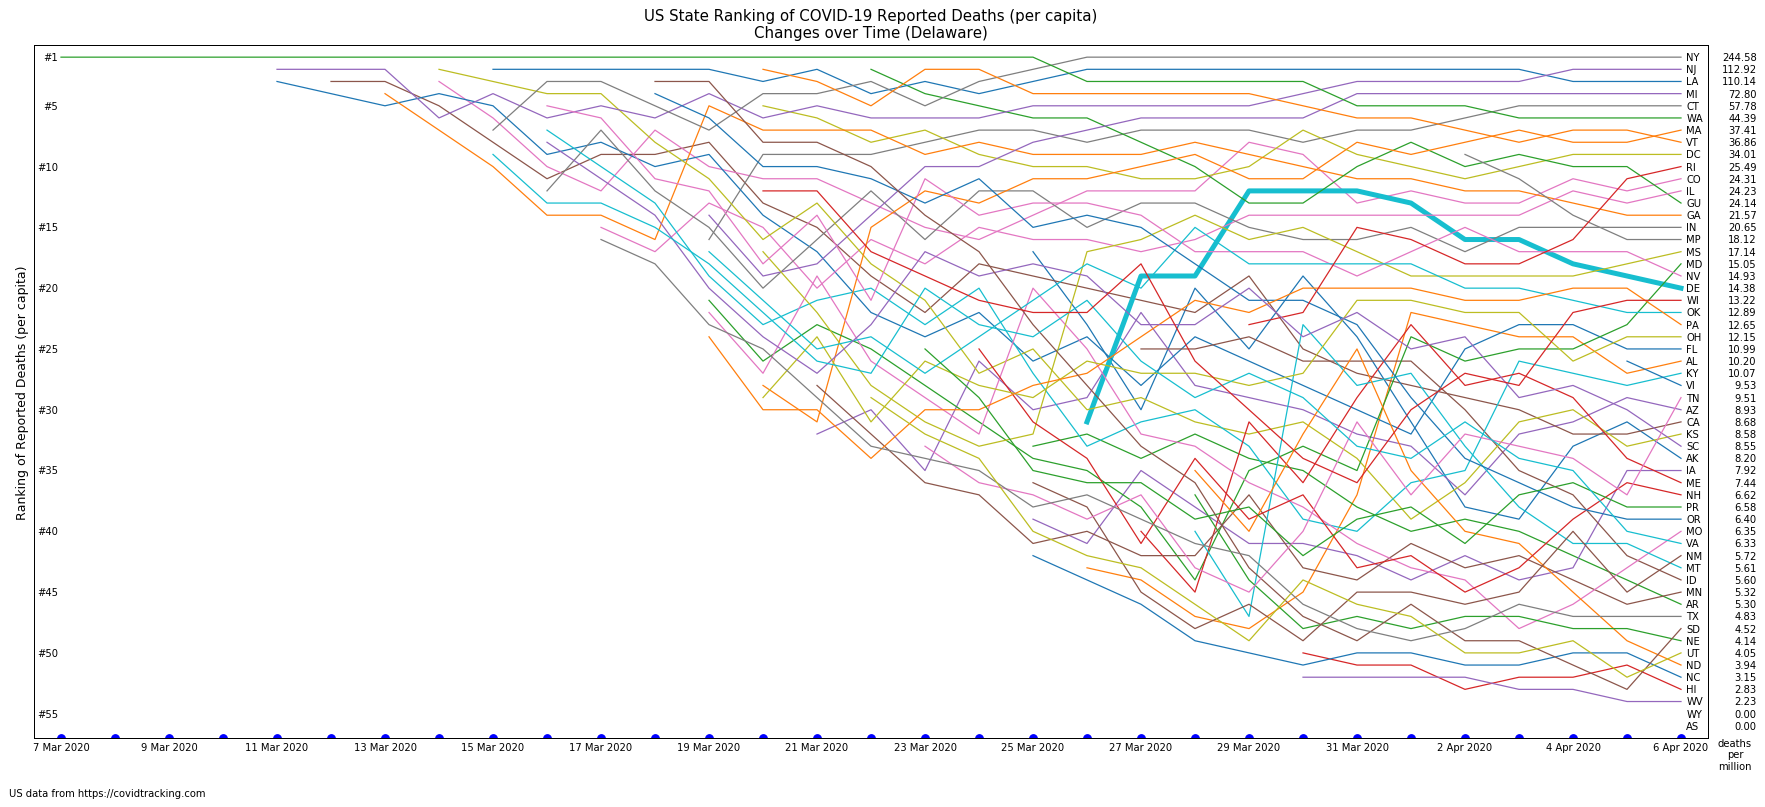 US State Ranking of COVID-19 Reported Deaths (per capita)
Changes over Time (Delaware)
Ranking of Reported Deaths (per capita)
#1
#5
#10
#15
#20
#25
#30
#35
#40
#45
#50
#55
NY 244.58
NJ 112.92
LA 110.14
MI 72.80
CT 57.78
WA 44.39
MA 37.41
VT 36.86
DC 34.01
RI 25.49
CO 24.31
IL 24.23
GU 24.14
GA 21.57
IN 20.65
MP 18.12
MS 17.14
MD 15.05
NV 14.93
DE 14.38
WI 13.22
OK 12.89
PA 12.65
OH 12.15
FL 10.99
AL 10.20
KY 10.07
VI 9.53
TN 9.51
AZ 8.93
CA 8.68
KS 8.58
SC 8.55
AK 8.20
IA 7.92
ME 7.44
NH 6.62
PR 6.58
OR 6.40
MO 6.35
VA 6.33
NM 5.72
MT 5.61
ID 5.60
MN 5.32
AR 5.30
TX 4.83
SD 4.52
NE 4.14
UT 4.05
ND 3.94
NC 3.15
HI 2.83
WV 2.23
WY 0.00
AS 0.00
7 Mar 2020 9 Mar 2020 11 Mar 2020 13 Mar 2020 15 Mar 2020 17 Mar 2020 19 Mar 2020 21 Mar 2020 23 Mar 2020 25 Mar 2020 27 Mar 2020 29 Mar 2020 31 Mar 2020 2 Apr 2020 4 Apr 2020 6 Apr 2020
deaths
per
million
US data from https://covidtracking.com